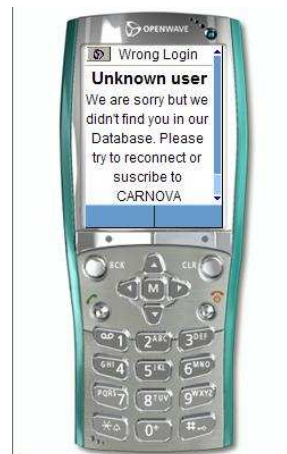 OPENWAVE
Wrong Login
Unknown user
We are sorry but we
didn't find you in our
Database. Please
try to reconnect or
suscribe to
CARNOVA
BCK CLR
M
1 2ABC 3DEF
GHI4 5JKL 6MNO
PQRS7 8TUV 9WXYZ
* 0+ #